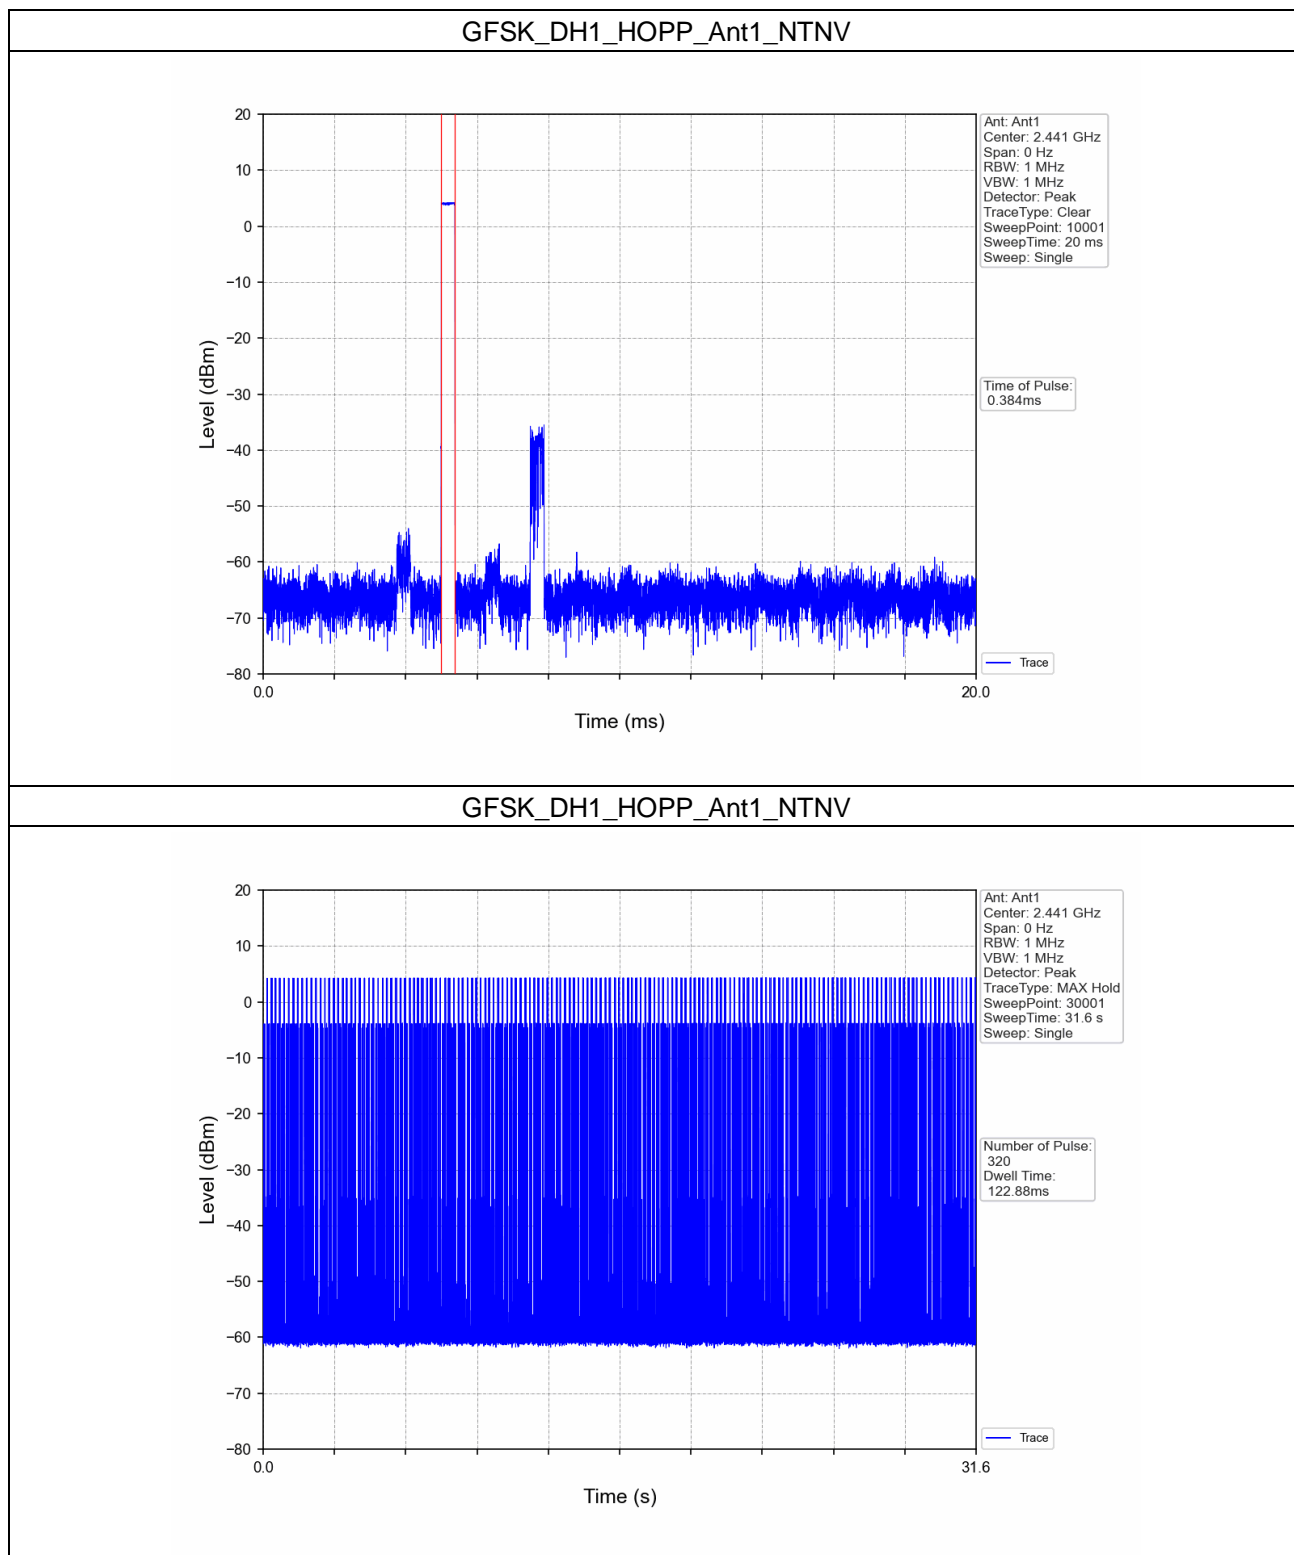 GFSK_DH1_HOPP_Ant1_NTNV
20
10
0
−10
−20
−30
−40
−50
−60
−70
−80
Level (dBm)
0.0
20.0
Time (ms)
Ant: Ant1
Center: 2.441 GHz
Span: 0 Hz
RBW: 1 MHz
VBW: 1 MHz
Detector: Peak
TraceType: Clear
SweepPoint: 10001
SweepTime: 20 ms
Sweep: Single
Time of Pulse:
0.384ms
Trace
GFSK_DH1_HOPP_Ant1_NTNV
20
10
0
−10
−20
−30
−40
−50
−60
−70
−80
Level (dBm)
0.0
31.6
Time (s)
Ant: Ant1
Center: 2.441 GHz
Span: 0 Hz
RBW: 1 MHz
VBW: 1 MHz
Detector: Peak
TraceType: MAX Hold
SweepPoint: 30001
SweepTime: 31.6 s
Sweep: Single
Number of Pulse:
320
Dwell Time:
122.88ms
Trace